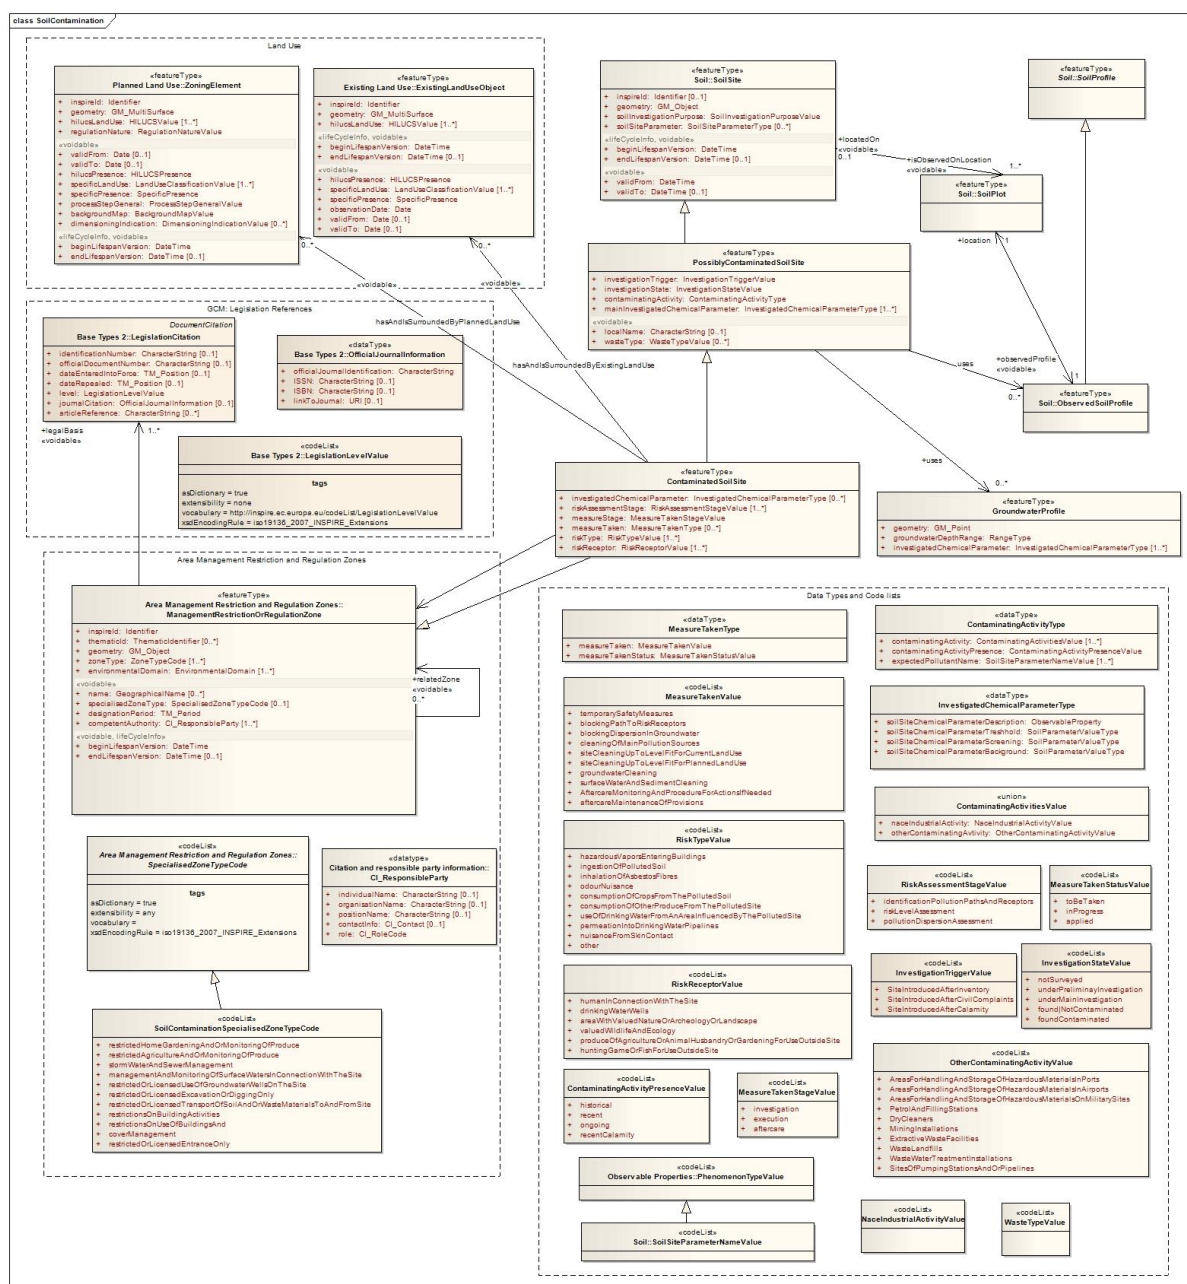 class SoilContamination
Land Use
«featureType»
Planned Land Use::ZoningElement
+ inspireId: Identifier
+ geometry: GM_MultiSurface
+ hilucsLandUse: HILUCSValue [1..*]
+ regulationNature: RegulationNatureValue
«voidable»
+ validFrom: Date [0..1]
+ validTo: Date [0..1]
+ hilucsPresence: HILUCSPresence
+ specificLandUse: LandUseClassificationValue [1..*]
+ specificPresence: SpecificPresence
+ processStepGeneral: ProcessStepGeneralValue
+ backgroundMap: BackgroundMapValue
+ dimensioningIndication: DimensioningIndicationValue [0..*]
«lifeCycleInfo, voidable»
+ beginLifespanVersion: DateTime
+ endLifespanVersion: DateTime [0..1]
«featureType»
Existing Land Use::ExistingLandUseObject
+ inspireId: Identifier
+ geometry: GM_MultiSurface
+ hilucsLandUse: HILUCSValue [1..*]
«lifeCycleInfo, voidable»
+ beginLifespanVersion: DateTime
+ endLifespanVersion: DateTime [0..1]
«voidable»
+ hilucsPresence: HILUCSPresence
+ specificLandUse: LandUseClassificationValue [1..*]
+ specificPresence: SpecificPresence
+ observationDate: Date
+ validFrom: Date [0..1]
+ validTo: Date [0..1]
«featureType»
Soil::SoilSite
+ inspireId: Identifier [0..1]
+ geometry: GM_Object
+ soilInvestigationPurpose: SoilInvestigationPurposeValue
+ soilSiteParameter: SoilSiteParameterType [0..*]
«lifeCycleInfo, voidable»
+ beginLifespanVersion: DateTime
+ endLifespanVersion: DateTime [0..1]
«voidable»
+ validFrom: DateTime
+ validTo: DateTime [0..1]
«featureType»
Soil::SoilProfile
+locatedOn
«voidable»
0..1
+isObservedOnLocation
«voidable»
1..*
«featureType»
Soil::SoilPlot
+location
1
0..*
0..*
«voidable»
«voidable»
«featureType»
PossiblyContaminatedSoilSite
+ investigationTrigger: InvestigationTriggerValue
+ investigationState: InvestigationStateValue
+ contaminatingActivity: ContaminatingActivityType
+ mainInvestigatedChemicalParameter: InvestigatedChemicalParameterType [1..*]
«voidable»
+ localName: CharacterString [0..1]
+ wasteType: WasteTypeValue [0..*]
hasAndIsSurroundedByPlannedLandUse
hasAndIsSurroundedByExistingLandUse
uses
0..*
+observedProfile
«voidable»
1
«featureType»
Soil::ObservedSoilProfile
+uses
0..*
GCM: Legislation References
DocumentCitation
Base Types 2::LegislationCitation
+ identificationNumber: CharacterString [0..1]
+ officialDocumentNumber: CharacterString [0..1]
+ dateEnteredIntoForce: TM_Position [0..1]
+ dateRepealed: TM_Position [0..1]
+ level: LegislationLevelValue
+ journalCitation: OfficialJournalInformation [0..1]
+ articleReference: CharacterString [0..*]
«dataType»
Base Types 2::OfficialJournalInformation
+ officialJournalIdentification: CharacterString
+ ISSN: CharacterString [0..1]
+ ISBN: CharacterString [0..1]
+ linkToJournal: URI [0..1]
+legalBasis
«voidable»
1..*
«codeList»
Base Types 2::LegislationLevelValue
tags
asDictionary = true
extensibility = none
vocabulary = http://inspire.ec.europa.eu/codeList/LegislationLevelValue
xsdEncodingRule = iso19136_2007_INSPIRE_Extensions
«featureType»
ContaminatedSoilSite
+ investigatedChemicalParameter: InvestigatedChemicalParameterType [0..*]
+ riskAssessmentStage: RiskAssessmentStageValue [1..*]
+ measureStage: MeasureTakenStageValue
+ measureTaken: MeasureTakenType [0..*]
+ riskType: RiskTypeValue [1..*]
+ riskReceptor: RiskReceptorValue [1..*]
«featureType»
GroundwaterProfile
+ geometry: GM_Point
+ groundwaterDepthRange: RangeType
+ investigatedChemicalParameter: InvestigatedChemicalParameterType [1..*]
Area Management Restriction and Regulation Zones
«featureType»
Area Management Restriction and Regulation Zones::
ManagementRestrictionOrRegulationZone
+ inspireId: Identifier
+ thematicId: ThematicIdentifier [0..*]
+ geometry: GM_Object
+ zoneType: ZoneTypeCode [1..*]
+ environmentalDomain: EnvironmentalDomain [1..*]
«voidable»
+ name: GeographicalName [0..*]
+ specialisedZoneType: SpecialisedZoneTypeCode [0..1]
+ designationPeriod: TM_Period
+ competentAuthority: CI_ResponsibleParty [1..*]
«voidable, lifeCycleInfo»
+ beginLifespanVersion: DateTime
+ endLifespanVersion: DateTime [0..1]
+relatedZone
«voidable»
0..*
«codeList»
Area Management Restriction and Regulation Zones::
SpecialisedZoneTypeCode
tags
asDictionary = true
extensibility = any
vocabulary =
xsdEncodingRule = iso19136_2007_INSPIRE_Extensions
«datatype»
Citation and responsible party information::
CI_ResponsibleParty
+ individualName: CharacterString [0..1]
+ organisationName: CharacterString [0..1]
+ positionName: CharacterString [0..1]
+ contactInfo: CI_Contact [0..1]
+ role: CI_RoleCode
«codeList»
SoilContaminationSpecialisedZoneTypeCode
+ restrictedHomeGardeningAndOrMonitoringOfProduce
+ restrictedAgricultureAndOrMonitoringOfProduce
+ stormWaterAndSewerManagement
+ managementAndMonitoringOfSurfaceWatersInConnectionWithTheSite
+ restrictedOrLicensedUseOfGroundwaterWellsOnTheSite
+ restrictedOrLicensedExcavationOrDiggingOnly
+ restrictedOrLicensedTransportOfSoilAndOrWasteMaterialsToAndFromSite
+ restrictionsOnBuildingActivities
+ restrictionsOnUseOfBuildingsAnd
+ coverManagement
+ restrictedOrLicensedEntranceOnly
Data Types and Code lists
«dataType»
MeasureTakenType
+ measureTaken: MeasureTakenValue
+ measureTakenStatus: MeasureTakenStatusValue
«dataType»
ContaminatingActivityType
+ contaminatingActivity: ContaminatingActivitiesValue [1..*]
+ contaminatingActivityPresence: ContaminatingActivityPresenceValue
+ expectedPollutantName: SoilSiteParameterNameValue [1..*]
«codeList»
MeasureTakenValue
+ temporarySafetyMeasures
+ blockingPathToRiskReceptors
+ blockingDispersionInGroundwater
+ cleaningOfMainPollutionSources
+ siteCleaningUpToLevelFitForCurrentLandUse
+ siteCleaningUpToLevelFitForPlannedLandUse
+ groundwaterCleaning
+ surfaceWaterAndSedimentCleaning
+ AftercareMonitoringAndProcedureForActionsIfNeeded
+ aftercareMaintenanceOfProvisions
«dataType»
InvestigatedChemicalParameterType
+ soilSiteChemicalParameterDescription: ObservableProperty
+ soilSiteChemicalParameterTreshhold: SoilParameterValueType
+ soilSiteChemicalParameterScreening: SoilParameterValueType
+ soilSiteChemicalParameterBackground: SoilParameterValueType
«union»
ContaminatingActivitiesValue
+ naceIndustrialActivity: NaceIndustrialActivityValue
+ otherContaminatingAvtivity: OtherContaminatingActivityValue
«codeList»
RiskTypeValue
+ hazardousVaporsEnteringBuildings
+ ingestionOfPollutedSoil
+ inhalationOfAsbestosFibres
+ odourNuisance
+ consumptionOfCropsFromThePollutedSoil
+ consumptionOfOtherProduceFromThePollutedSite
+ useOfDrinkingWaterFromAnAreaInfluencedByThePollutedSite
+ permeationIntoDrinkingWaterPipelines
+ nuisanceFromSkinContact
+ other
«codeList»
RiskAssessmentStageValue
+ identificationPollutionPathsAndReceptors
+ riskLevelAssessment
+ pollutionDispersionAssessment
«codeList»
MeasureTakenStatusValue
+ toBeTaken
+ inProgress
+ applied
«codeList»
InvestigationTriggerValue
+ SiteIntroducedAfterInventory
+ SiteIntroducedAfterCivilComplaints
+ SiteIntroducedAfterCalamity
«codeList»
InvestigationStateValue
+ notSurveyed
+ underPreliminayInvestigation
+ underMainInvestigation
+ found|NotContaminated
+ foundContaminated
«codeList»
RiskReceptorValue
+ humanInConnectionWithTheSite
+ drinkingWaterWells
+ areaWithValuedNatureOrArcheologyOrLandscape
+ valuedWildlifeAndEcology
+ produceOfAgricultureOrAnimalHusbandryOrGardeningForUseOutsideSite
+ huntingGameOrFishForUseOutsideSite
«codeList»
OtherContaminatingActivityValue
+ AreasForHandlingAndStorageOfHazardousMaterialsInPorts
+ AreasForHandlingAndStorageOfHazardousMaterialsInAirports
+ AreasForHandlingAndStorageOfHazardousMaterialsOnMilitarySites
+ PetrolAndFillingStations
+ DryCleaners
+ MiningInstallations
+ ExtractiveWasteFacilities
+ WasteLandfills
+ WasteWaterTreatmentInstallations
+ SitesOfPumpingStationsAndOrPipelines
«codeList»
ContaminatingActivityPresenceValue
+ historical
+ recent
+ ongoing
+ recentCalamity
«codeList»
MeasureTakenStageValue
+ investigation
+ execution
+ aftercare
«codeList»
Observable Properties::PhenomenonTypeValue
«codeList»
Soil::SoilSiteParameterNameValue
«codeList»
NaceIndustrialActivityValue
«codeList»
WasteTypeValue